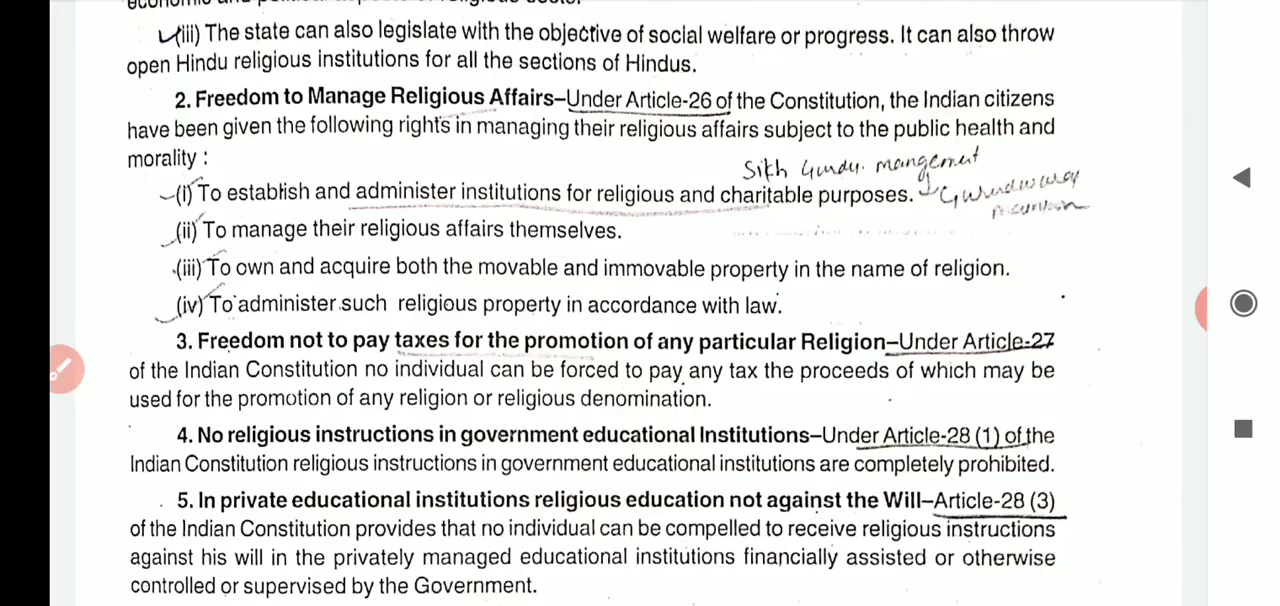 (iii) The state can also legislate with the objective of social welfare or progress. It can also throw
open Hindu religious institutions for all the sections of Hindus.
2. Freedom to Manage Religious Affairs–Under Article-26 of the Constitution, the Indian citizens
have been given the following rights in managing their religious affairs subject to the public health and
morality :
Sikh mangement
(i) To establish and administer institutions for religious and charitable purposes.
(ii) To manage their religious affairs themselves.
(iii) To own and acquire both the movable and immovable property in the name of religion.
(iv) To administer such religious property in accordance with law.
3. Freedom not to pay taxes for the promotion of any particular Religion–Under Article-27
of the Indian Constitution no individual can be forced to pay any tax the proceeds of which may be
used for the promotion of any religion or religious denomination.
4. No religious instructions in government educational Institutions–Under Article-28 (1) of the
Indian Constitution religious instructions in government educational institutions are completely prohibited.
5. In private educational institutions religious education not against the Will–Article-28 (3)
of the Indian Constitution provides that no individual can be compelled to receive religious instructions
against his will in the privately managed educational institutions financially assisted or otherwise
controlled or supervised by the Government.